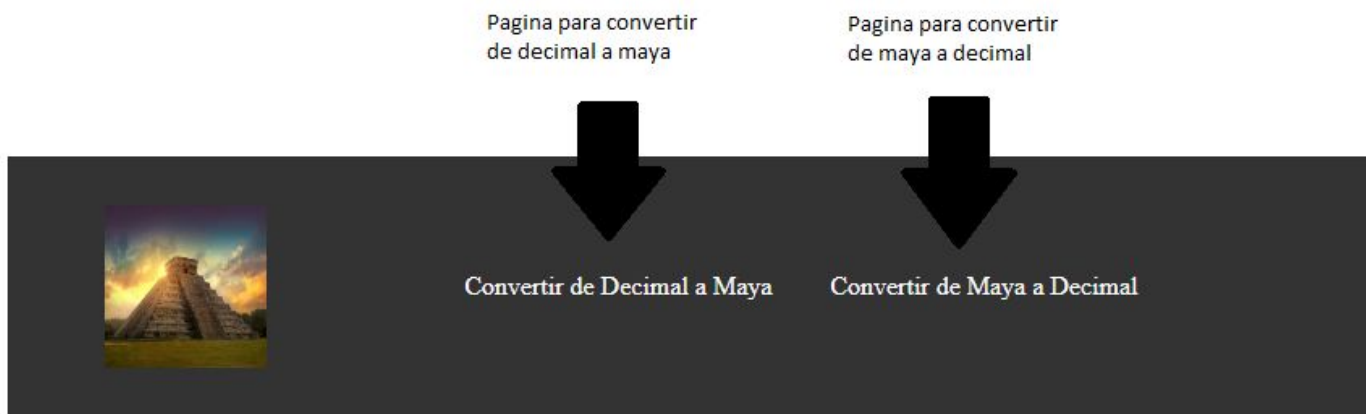 Pagina para convertir
de decimal a maya
Pagina para convertir
de maya a decimal
Convertir de Decimal a Maya
Convertir de Maya a Decimal